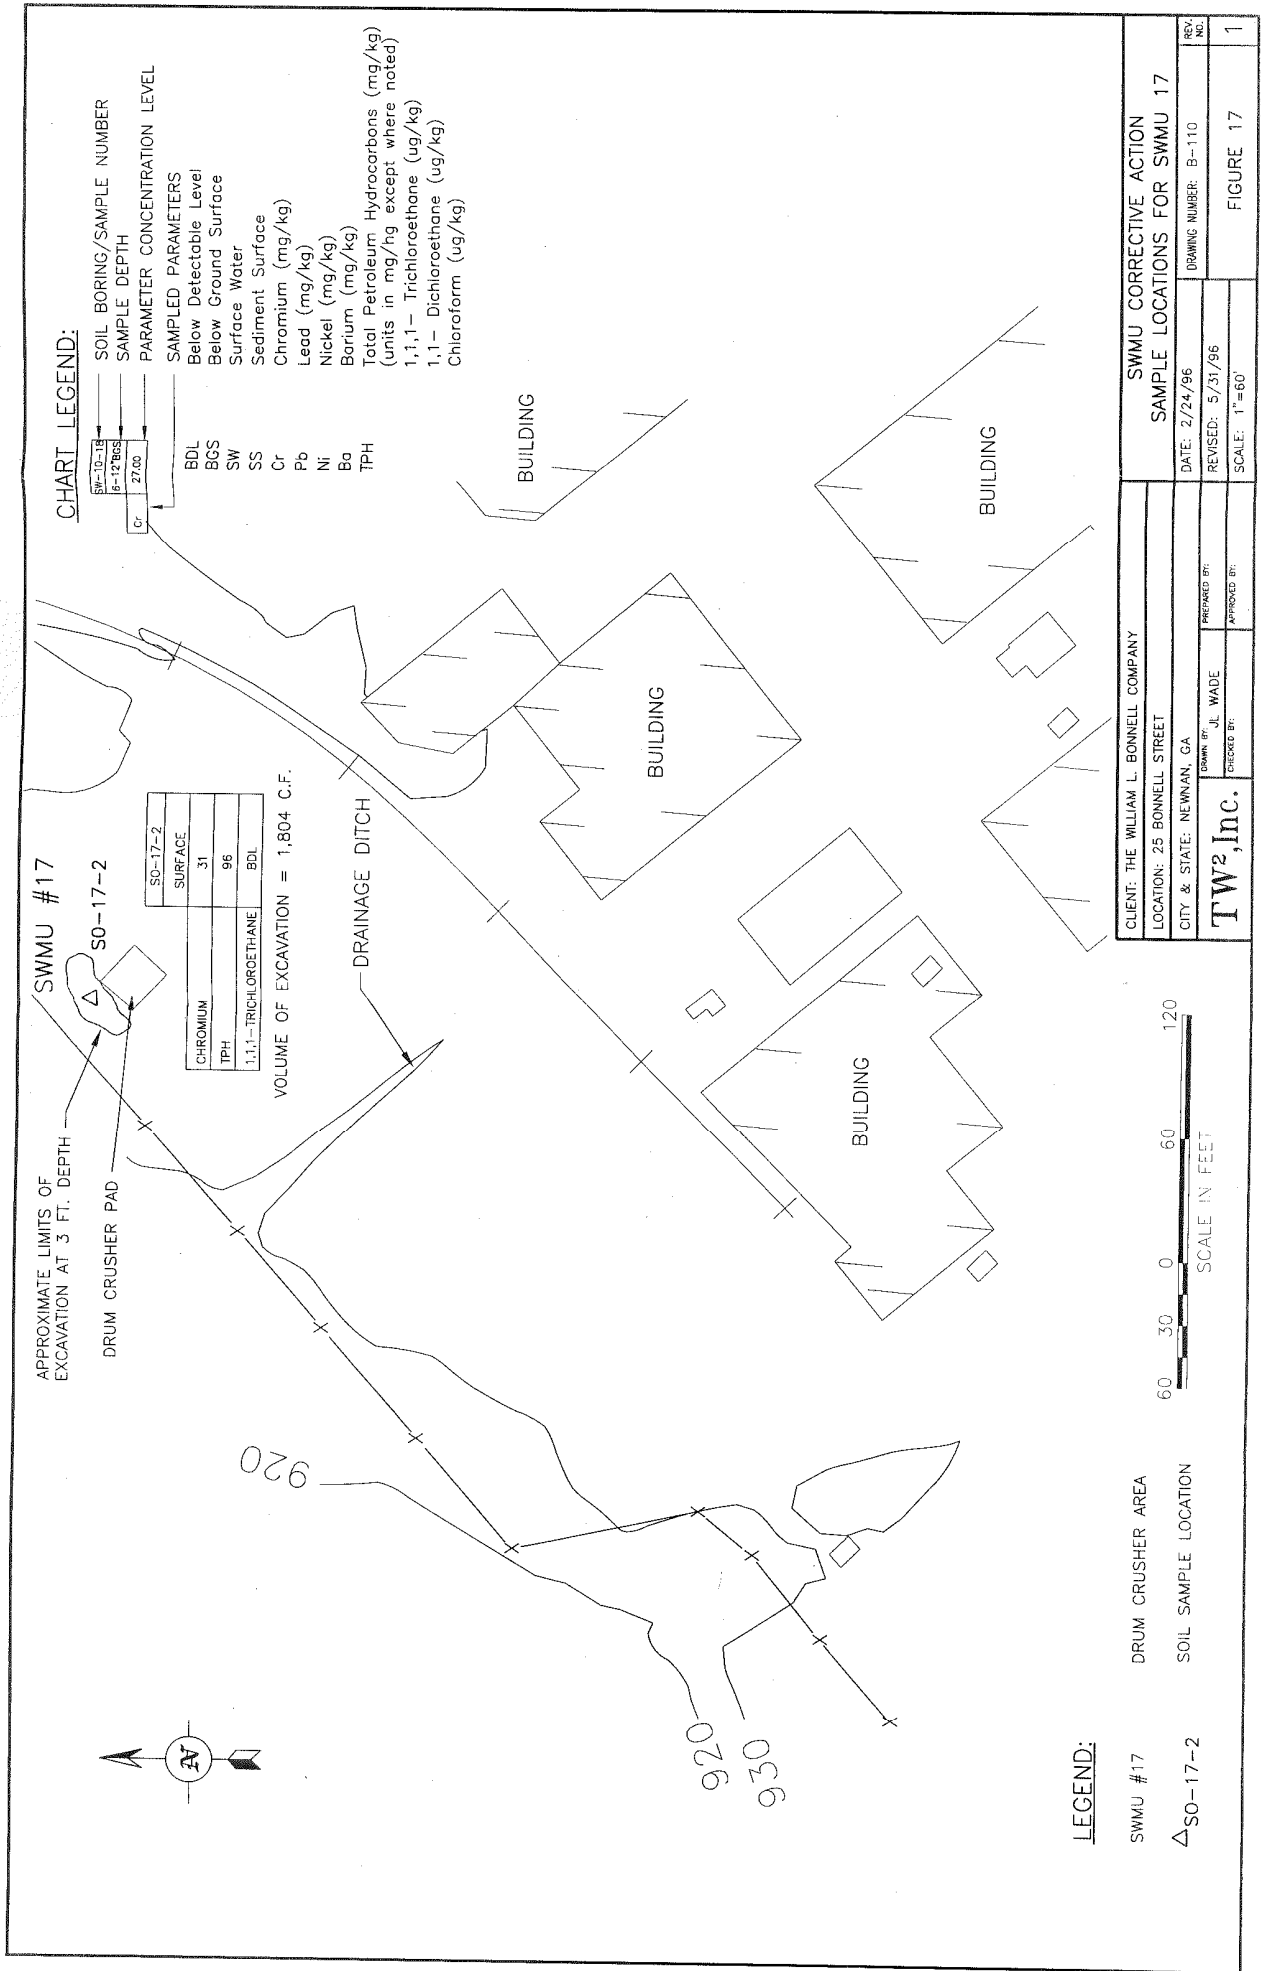 APPROXIMATE LIMITS OF
EXCAVATION AT 3 FT. DEPTH
DRUM CRUSHER PAD
SWMU #17
SO-17-2
SO-17-2
SURFACE
CHROMIUM 31
TPH 96
1,1,1-TRICHLOROETHANE BDL
VOLUME OF EXCAVATION = 1,804 C.F.
DRAINAGE DITCH
CHART LEGEND:
SW-10-18
6-12"BGS
Cr 27.00
SOIL BORING/SAMPLE NUMBER
SAMPLE DEPTH
PARAMETER CONCENTRATION LEVEL
SAMPLED PARAMETERS
BDL Below Detectable Level
BGS Below Ground Surface
SW Surface Water
SS Sediment Surface
Cr Chromium (mg/kg)
Pb Lead (mg/kg)
Ni Nickel (mg/kg)
Ba Barium (mg/kg)
TPH Total Petroleum Hydrocarbons (mg/kg)
(units in mg/hg except where noted)
1,1,1- Trichloroethane (ug/kg)
1,1- Dichloroethane (ug/kg)
Chloroform (ug/kg)
N
920
920
930
BUILDING
BUILDING
BUILDING
BUILDING
LEGEND:
SWMU #17 DRUM CRUSHER AREA
SO-17-2 SOIL SAMPLE LOCATION
60 30 0 60 120
SCALE IN FEET
CLIENT: THE WILLIAM L. BONNELL COMPANY
LOCATION: 25 BONNELL STREET
CITY & STATE: NEWNAN, GA
TW²,Inc.
DRAWN BY: JL WADE
PREPARED BY:
CHECKED BY:
APPROVED BY:
SWMU CORRECTIVE ACTION
SAMPLE LOCATIONS FOR SWMU 17
DATE: 2/24/96
REVISED: 5/31/96
SCALE: 1"=60'
DRAWING NUMBER: B-110
REV. NO.
1
FIGURE 17